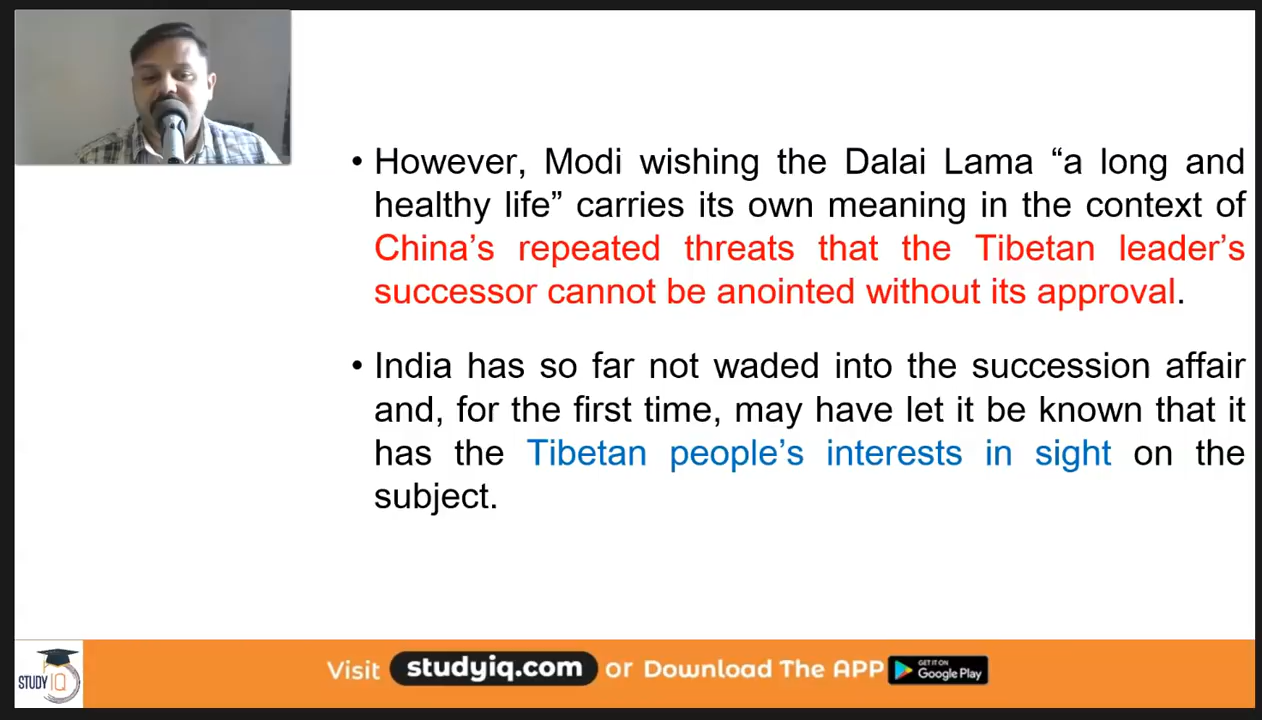 • However, Modi wishing the Dalai Lama “a long and
healthy life” carries its own meaning in the context of
China’s repeated threats that the Tibetan leader’s
successor cannot be anointed without its approval.
• India has so far not waded into the succession affair
and, for the first time, may have let it be known that it
has the Tibetan people’s interests in sight on the
subject.
STUDY IQ
Visit studyiq.com or Download The APP
GET IT ON
Google Play